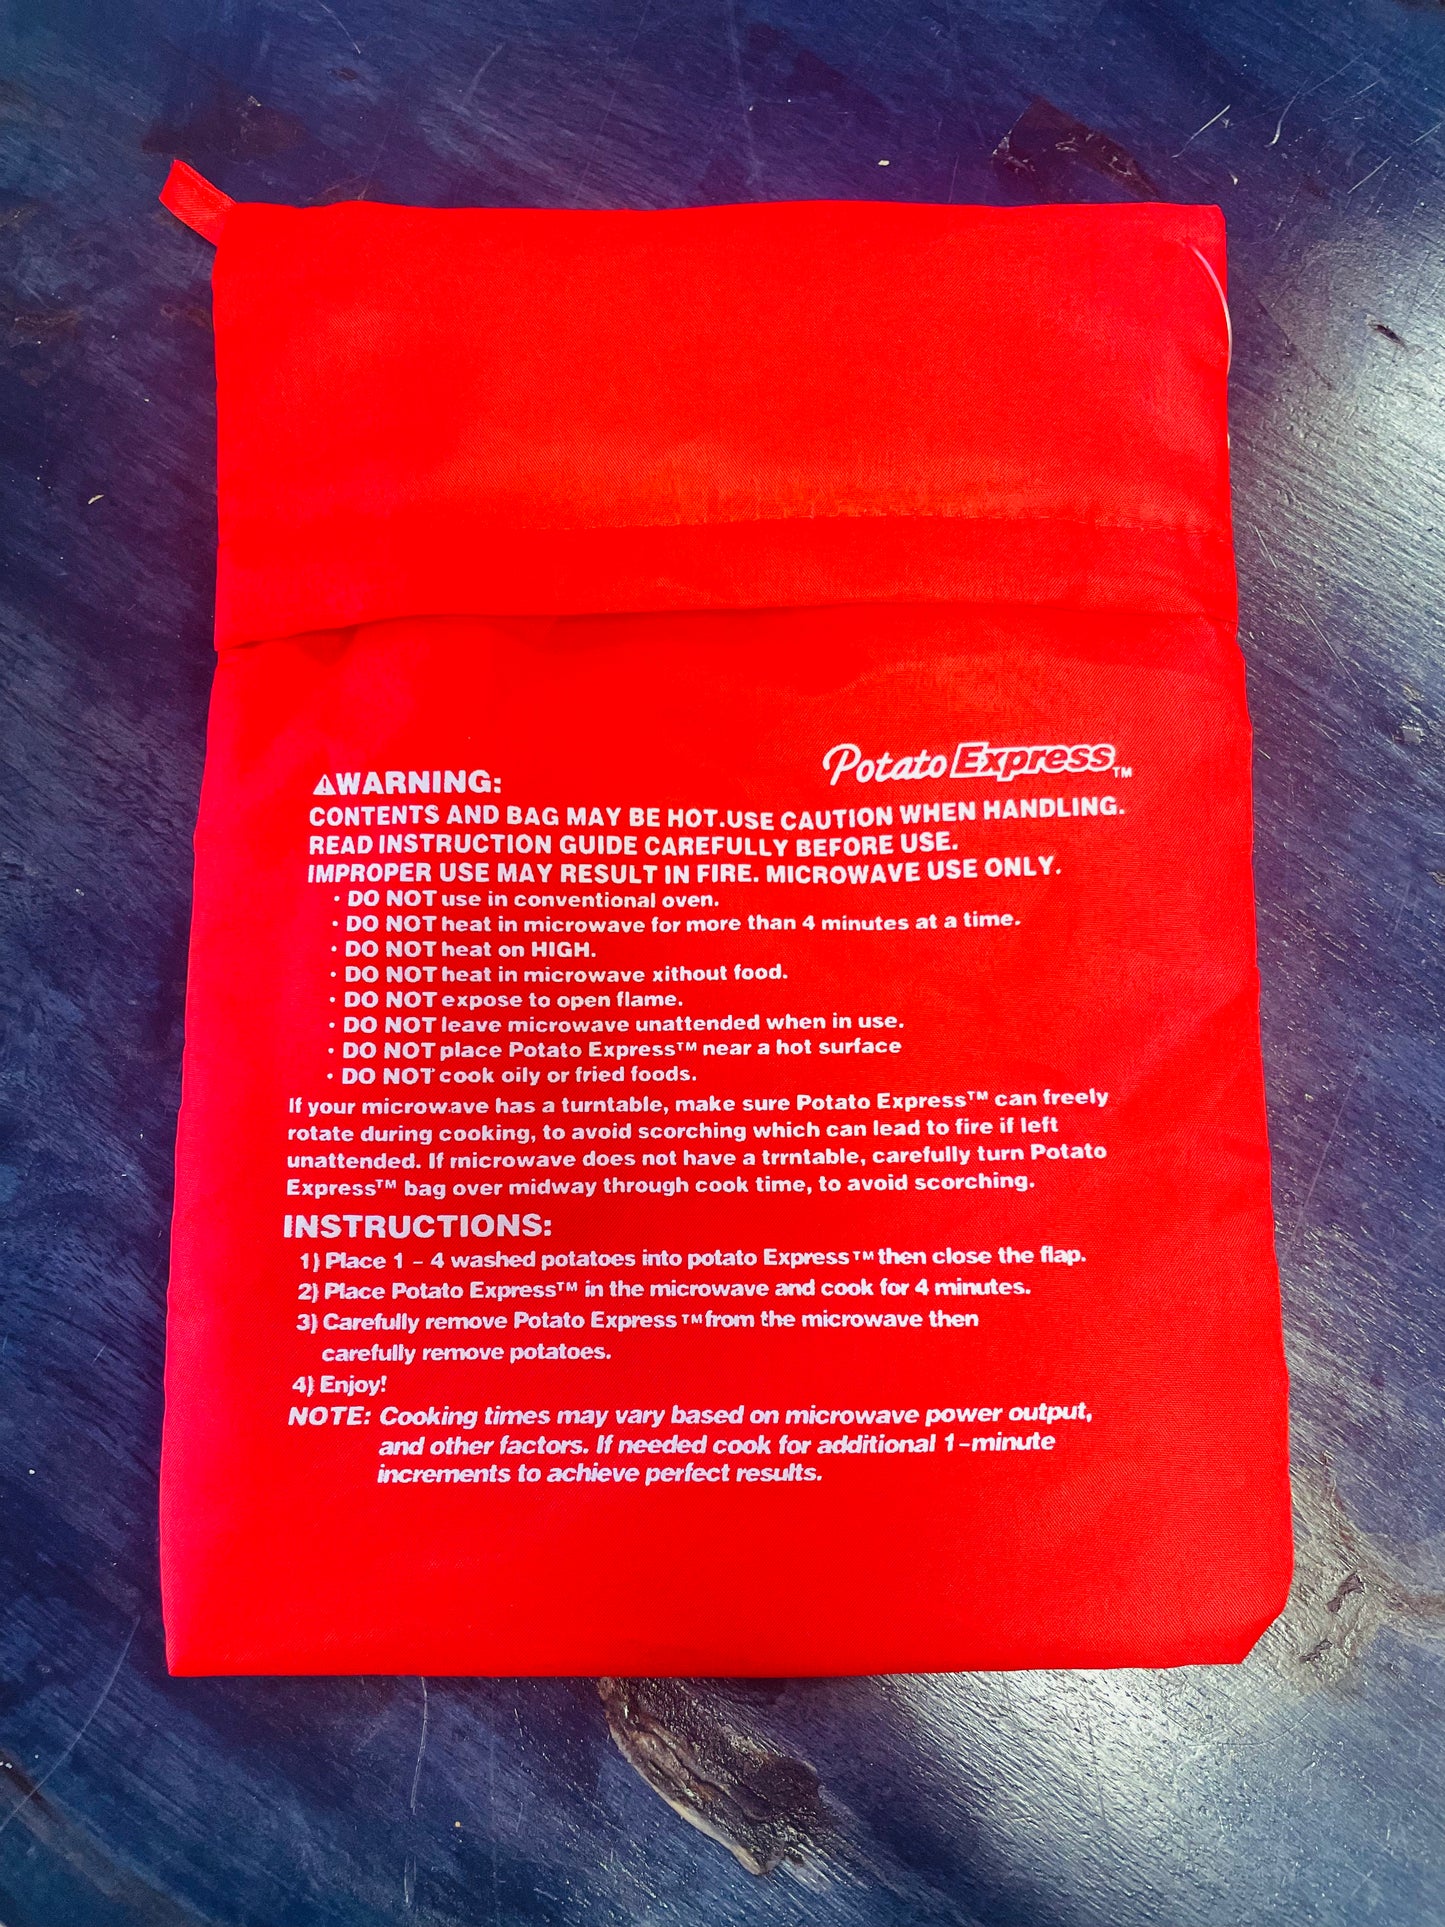 Potato Express™
⚠WARNING:
CONTENTS AND BAG MAY BE HOT.USE CAUTION WHEN HANDLING.
READ INSTRUCTION GUIDE CAREFULLY BEFORE USE.
IMPROPER USE MAY RESULT IN FIRE. MICROWAVE USE ONLY.
· DO NOT use in conventional oven.
· DO NOT heat in microwave for more than 4 minutes at a time.
· DO NOT heat on HIGH.
· DO NOT heat in microwave xithout food.
· DO NOT expose to open flame.
· DO NOT leave microwave unattended when in use.
· DO NOT place Potato Express™ near a hot surface
· DO NOT cook oily or fried foods.
If your microwave has a turntable, make sure Potato Express™ can freely
rotate during cooking, to avoid scorching which can lead to fire if left
unattended. If microwave does not have a trrntable, carefully turn Potato
Express™ bag over midway through cook time, to avoid scorching.
INSTRUCTIONS:
1) Place 1 - 4 washed potatoes into potato Express™ then close the flap.
2) Place Potato Express™ in the microwave and cook for 4 minutes.
3) Carefully remove Potato Express™ from the microwave then
carefully remove potatoes.
4) Enjoy!
NOTE: Cooking times may vary based on microwave power output,
and other factors. If needed cook for additional 1-minute
increments to achieve perfect results.